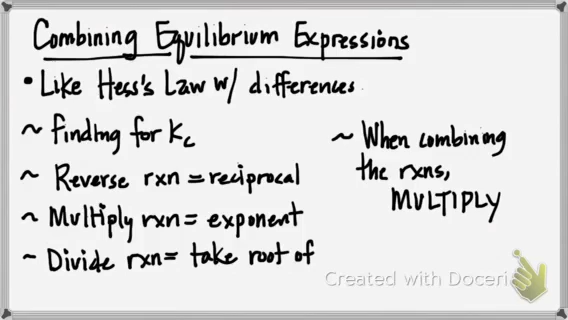 Combining Equilibrium Expressions
• Like Hess's Law w/ differences
~ Finding for Kc
~ Reverse rxn = reciprocal
~ Multiply rxn = exponent
~ Divide rxn = take root of
~ When combining
the rxns,
MULTIPLY
Created with Doceri